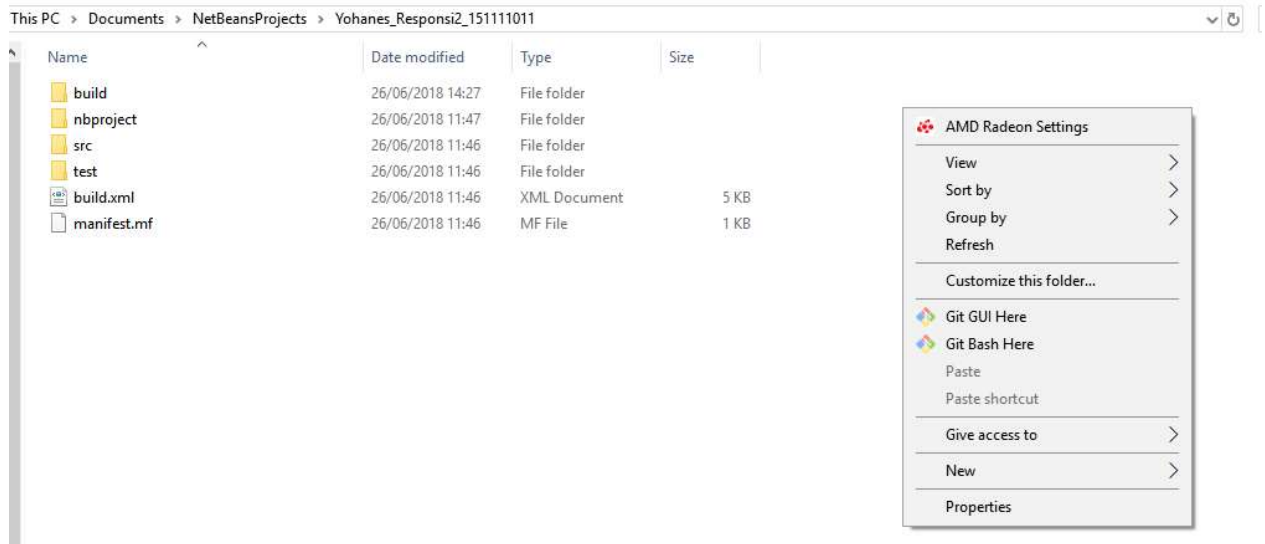 This PC > Documents > NetBeansProjects > Yohanes_Responsi2_151111011
Name Date modified Type Size
build 26/06/2018 14:27 File folder
nbproject 26/06/2018 11:47 File folder
src 26/06/2018 11:46 File folder
test 26/06/2018 11:46 File folder
build.xml 26/06/2018 11:46 XML Document 5 KB
manifest.mf 26/06/2018 11:46 MF File 1 KB
AMD Radeon Settings
View
Sort by
Group by
Refresh
Customize this folder...
Git GUI Here
Git Bash Here
Paste
Paste shortcut
Give access to
New
Properties